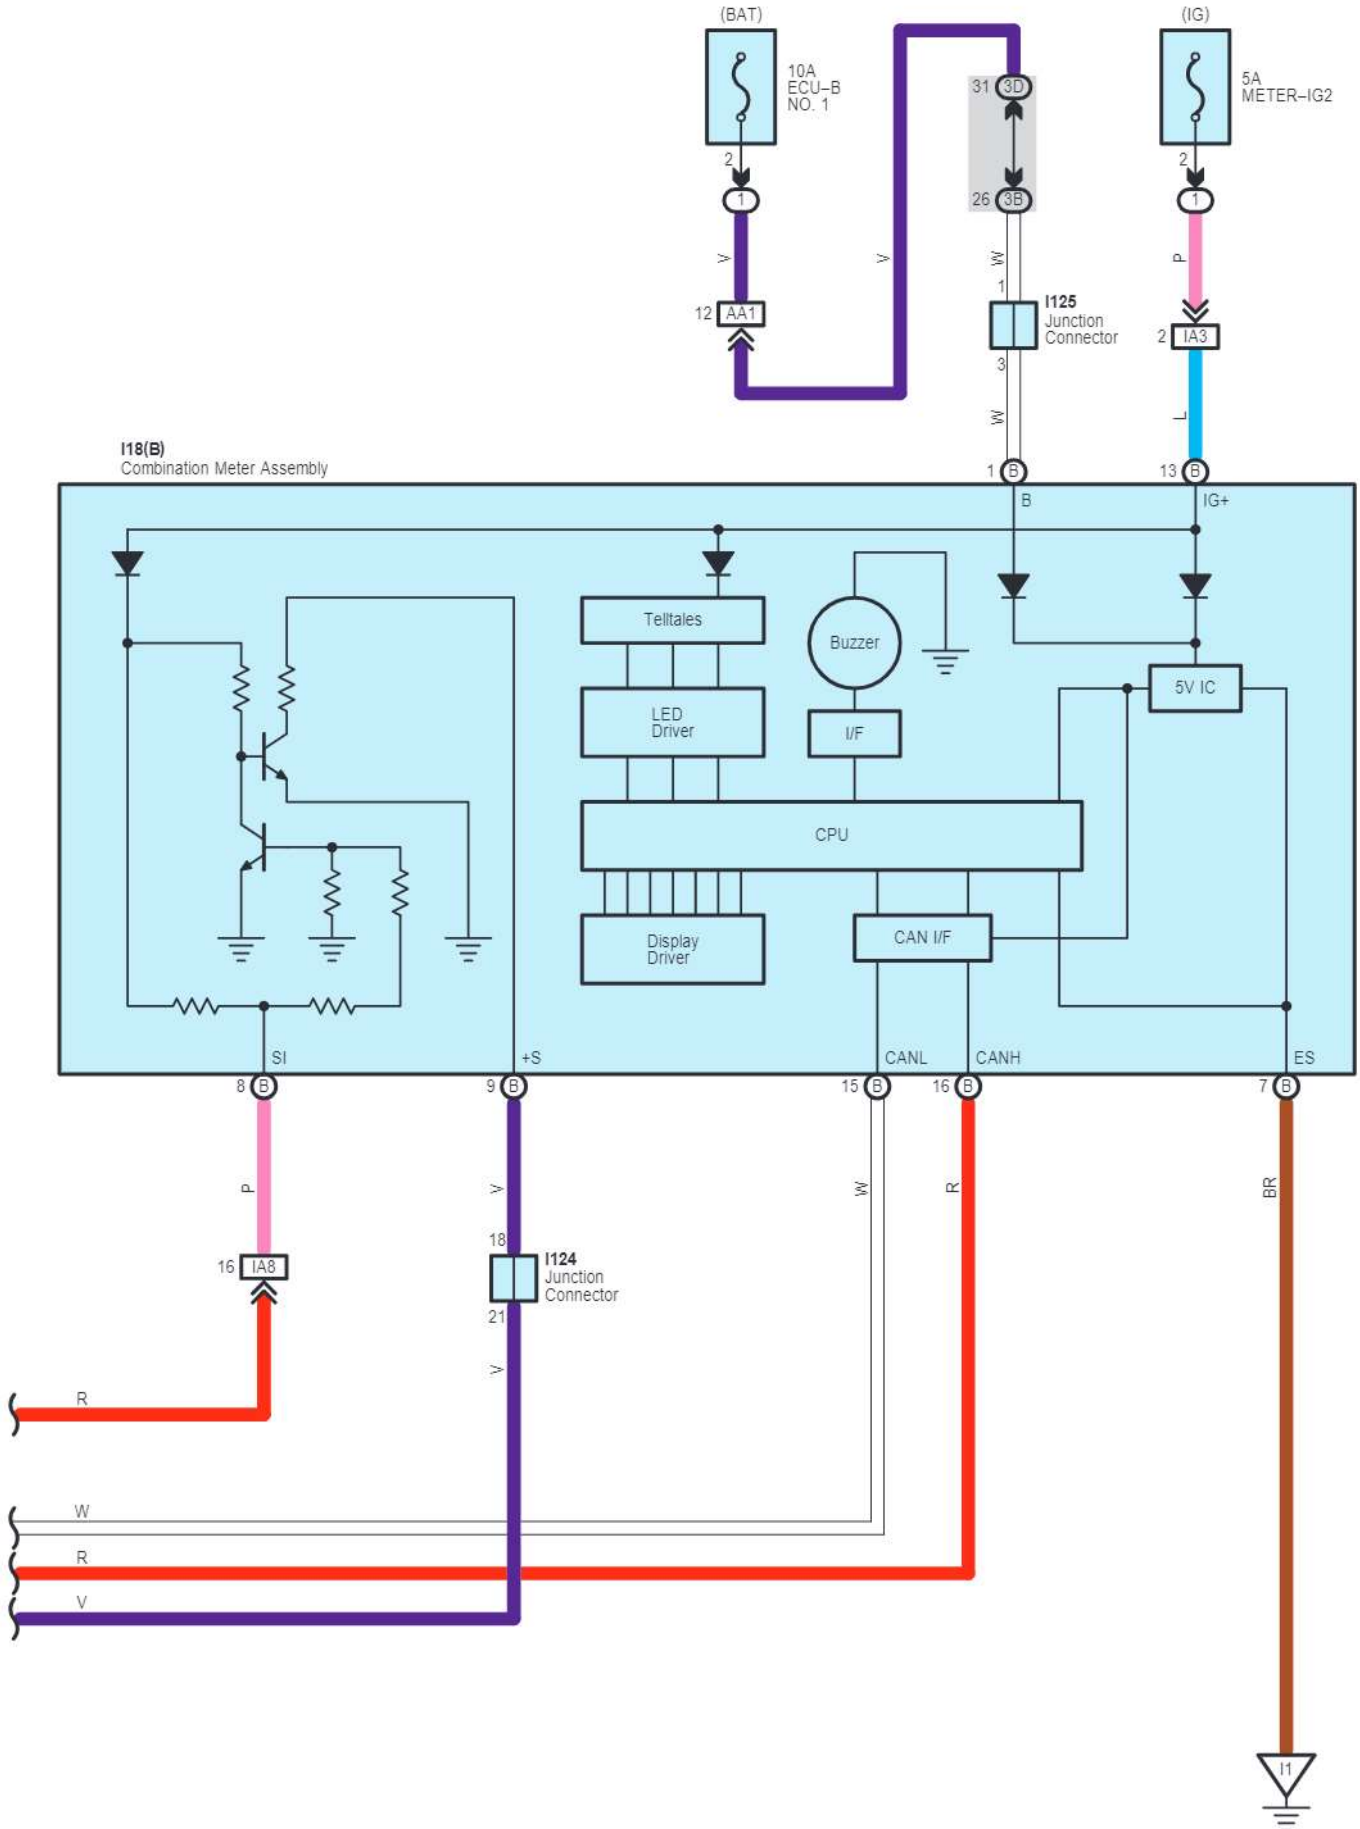 (BAT)
(IG)
10A
ECU–B
NO. 1
31 3D
5A
METER–IG2
2
2
1
26 3B
1
V
V
W
P
1
12 AA1
I125
Junction
Connector
2 IA3
3
W
L
I18(B)
Combination Meter Assembly
1 B
13 B
B
IG+
Telltales
Buzzer
5V IC
LED
Driver
I/F
CPU
Display
Driver
CAN I/F
SI
+S
CANL
CANH
ES
8 B
9 B
15 B
16 B
7 B
P
V
W
R
BR
18
16 IA8
I124
Junction
Connector
21
V
R
W
R
V
I1